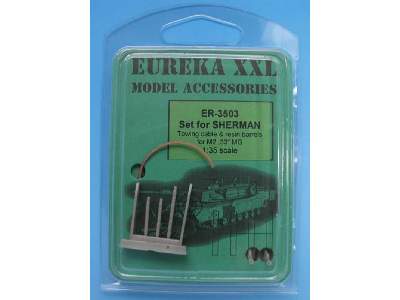 EUREKA XXL
MODEL ACCESSORIES
ER-3503
Set for SHERMAN
Towing cable & resin barrels
for M2 .50" MG
1:35 scale